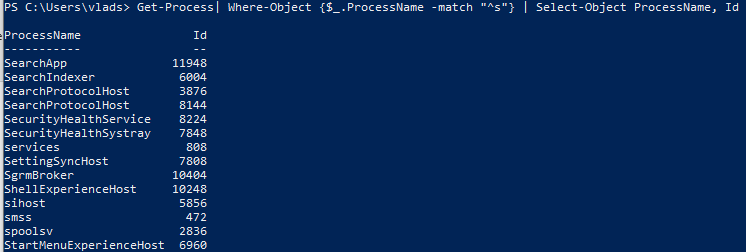 PS C:\Users\vlads> Get-Process| Where-Object {$_.ProcessName -match "^s"} | Select-Object ProcessName, Id
ProcessName Id
----------- --
SearchApp 11948
SearchIndexer 6004
SearchProtocolHost 3876
SearchProtocolHost 8144
SecurityHealthService 8224
SecurityHealthSystray 7848
services 808
SettingSyncHost 7808
SgrmBroker 10404
ShellExperienceHost 10248
sihost 5856
smss 472
spoolsv 2836
StartMenuExperienceHost 6960